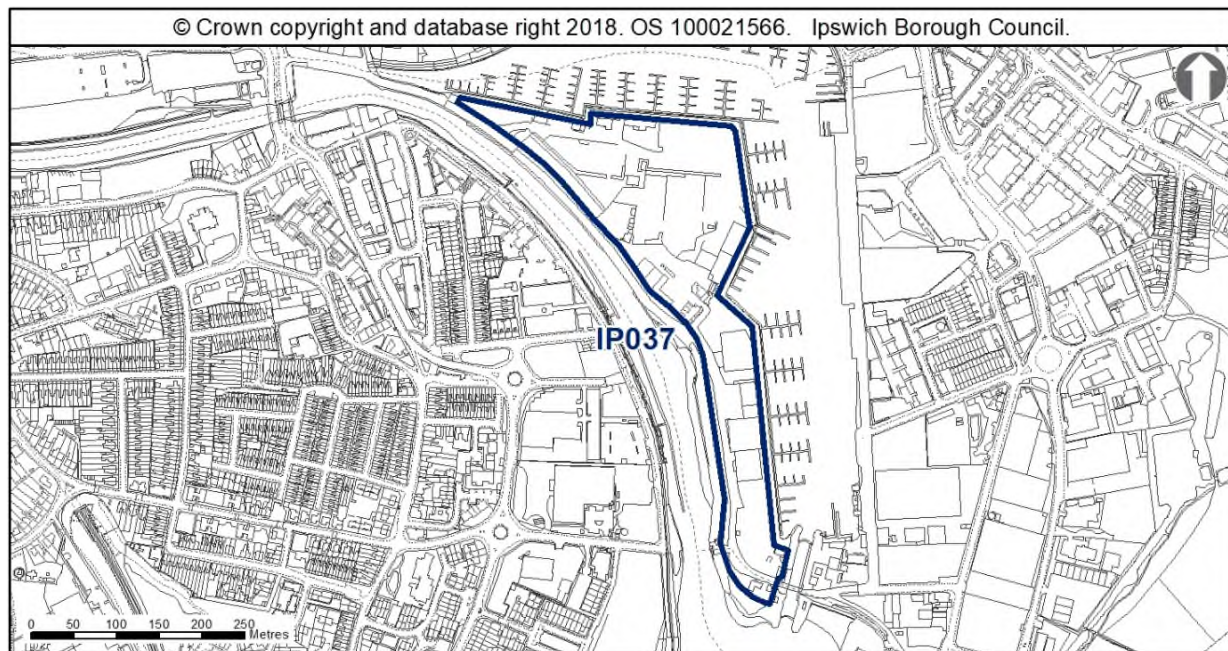 © Crown copyright and database right 2018. OS 100021566. Ipswich Borough Council.
IP037
0 50 100 150 200 250 Metres